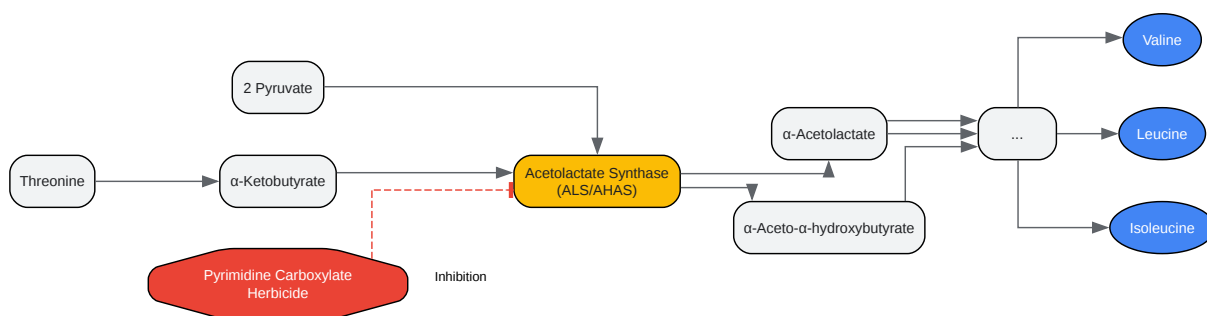 Valine
2 Pyruvate
α-Acetolactate
...
Leucine
Threonine
α-Ketobutyrate
Acetolactate Synthase
(ALS/AHAS)
α-Aceto-α-hydroxybutyrate
Isoleucine
Pyrimidine Carboxylate
Herbicide
Inhibition